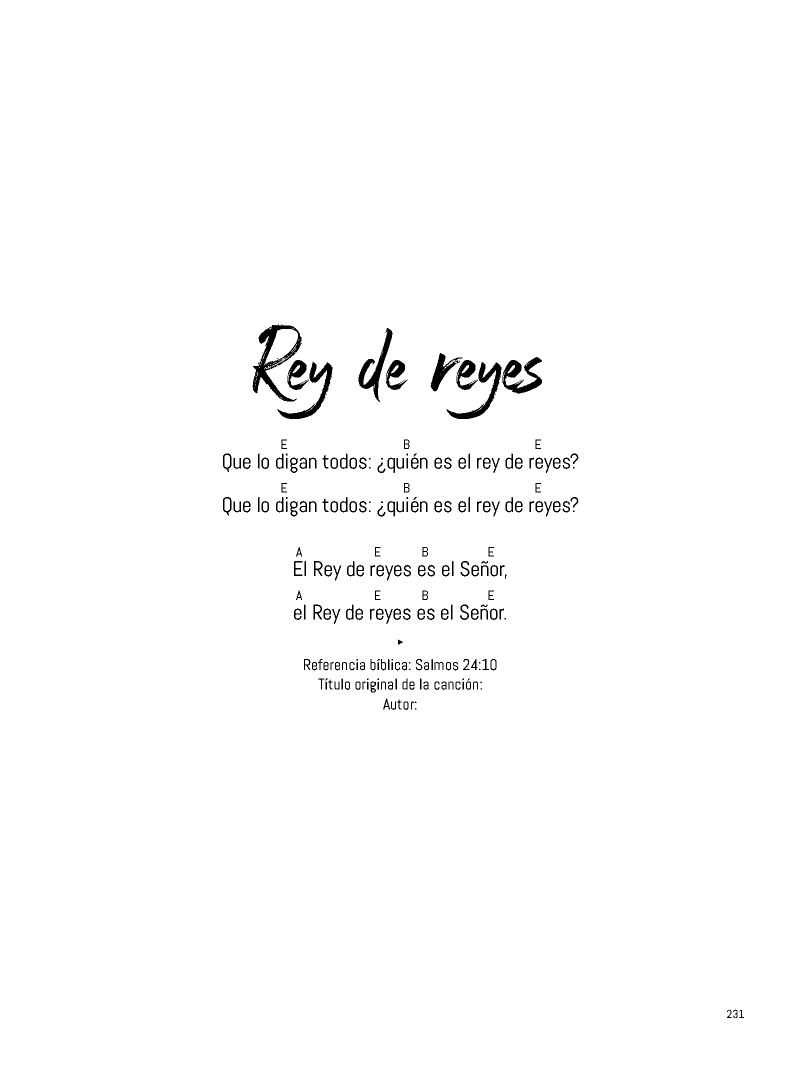 Rey de reyes
E B E
Que lo digan todos: ¿quién es el rey de reyes?
E B E
Que lo digan todos: ¿quién es el rey de reyes?
A E B E
El Rey de reyes es el Señor,
A E B E
el Rey de reyes es el Señor.
Referencia bíblica: Salmos 24:10
Título original de la canción:
Autor:
231